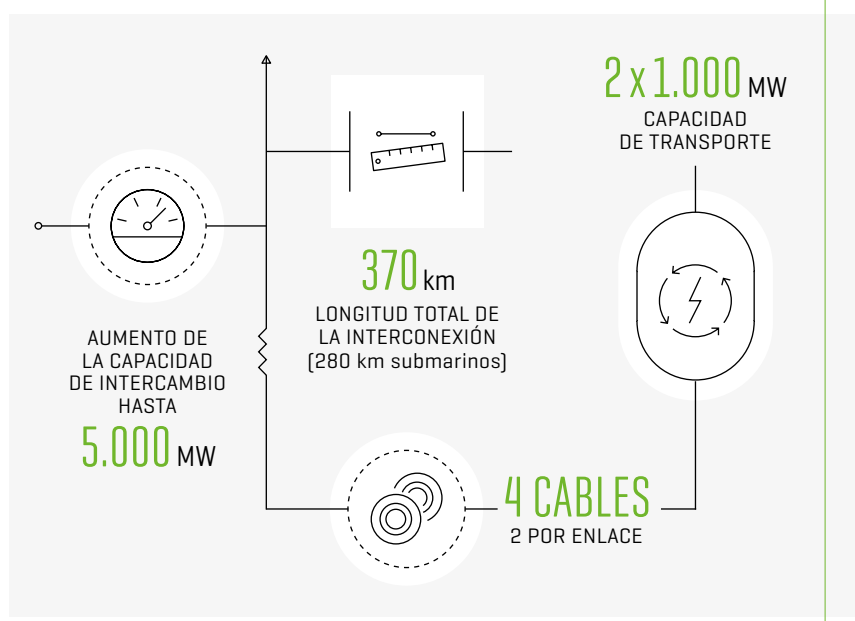 2 x 1.000 MW
CAPACIDAD
DE TRANSPORTE
370 km
LONGITUD TOTAL DE
LA INTERCONEXIÓN
(280 km submarinos)
AUMENTO DE
LA CAPACIDAD
DE INTERCAMBIO
HASTA
5.000 MW
4 CABLES
2 POR ENLACE